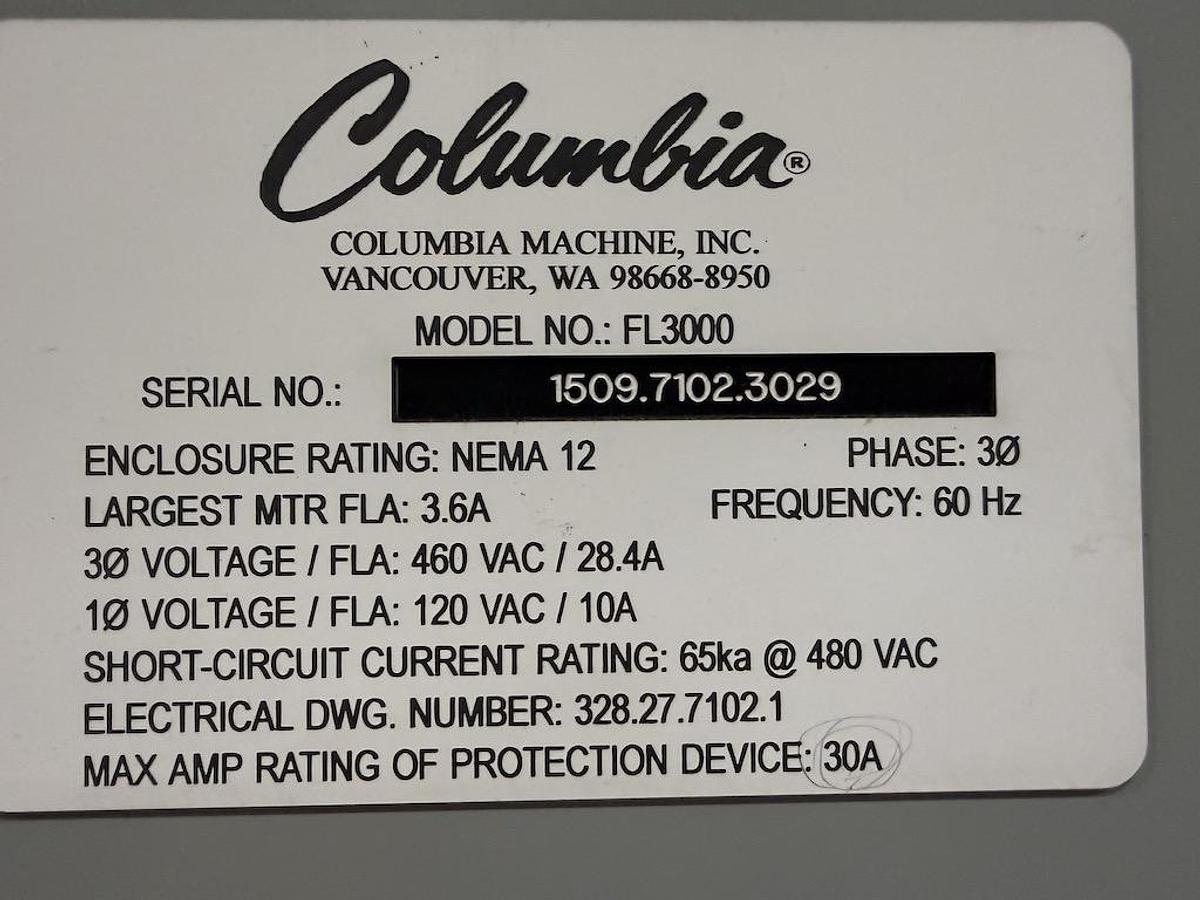 Columbia®
COLUMBIA MACHINE, INC.
VANCOUVER, WA 98668-8950
MODEL NO.: FL3000
SERIAL NO.: 1509.7102.3029
ENCLOSURE RATING: NEMA 12 PHASE: 3Ø
LARGEST MTR FLA: 3.6A FREQUENCY: 60 Hz
3Ø VOLTAGE / FLA: 460 VAC / 28.4A
1Ø VOLTAGE / FLA: 120 VAC / 10A
SHORT-CIRCUIT CURRENT RATING: 65ka @ 480 VAC
ELECTRICAL DWG. NUMBER: 328.27.7102.1
MAX AMP RATING OF PROTECTION DEVICE: 30A